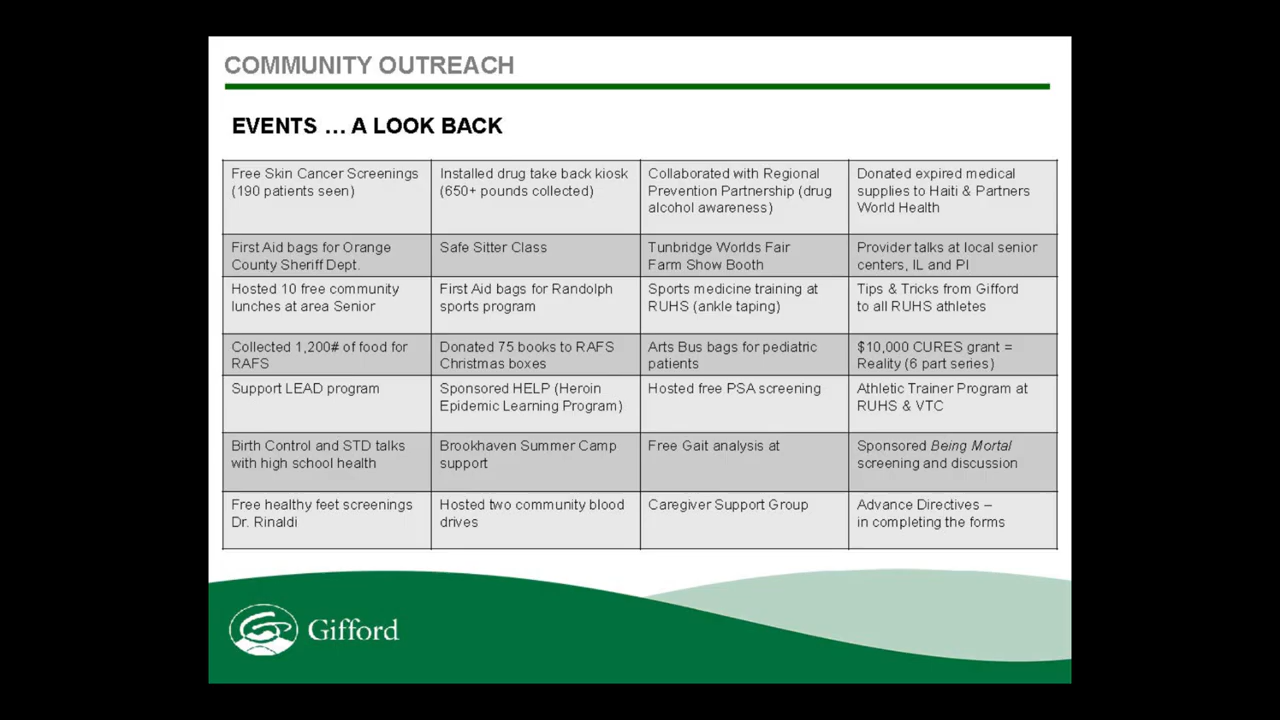 COMMUNITY OUTREACH
EVENTS … A LOOK BACK
Free Skin Cancer Screenings
(190 patients seen)
Installed drug take back kiosk
(650+ pounds collected)
Collaborated with Regional
Prevention Partnership (drug
alcohol awareness)
Donated expired medical
supplies to Haiti & Partners
World Health
First Aid bags for Orange
County Sheriff Dept.
Safe Sitter Class
Tunbridge Worlds Fair
Farm Show Booth
Provider talks at local senior
centers, IL and PI
Hosted 10 free community
lunches at area Senior
First Aid bags for Randolph
sports program
Sports medicine training at
RUHS (ankle taping)
Tips & Tricks from Gifford
to all RUHS athletes
Collected 1,200# of food for
RAFS
Donated 75 books to RAFS
Christmas boxes
Arts Bus bags for pediatric
patients
$10,000 CURES grant =
Reality (6 part series)
Support LEAD program
Sponsored HELP (Heroin
Epidemic Learning Program)
Hosted free PSA screening
Athletic Trainer Program at
RUHS & VTC
Birth Control and STD talks
with high school health
Brookhaven Summer Camp
support
Free Gait analysis at
Sponsored Being Mortal
screening and discussion
Free healthy feet screenings
Dr. Rinaldi
Hosted two community blood
drives
Caregiver Support Group
Advance Directives –
in completing the forms
Gifford